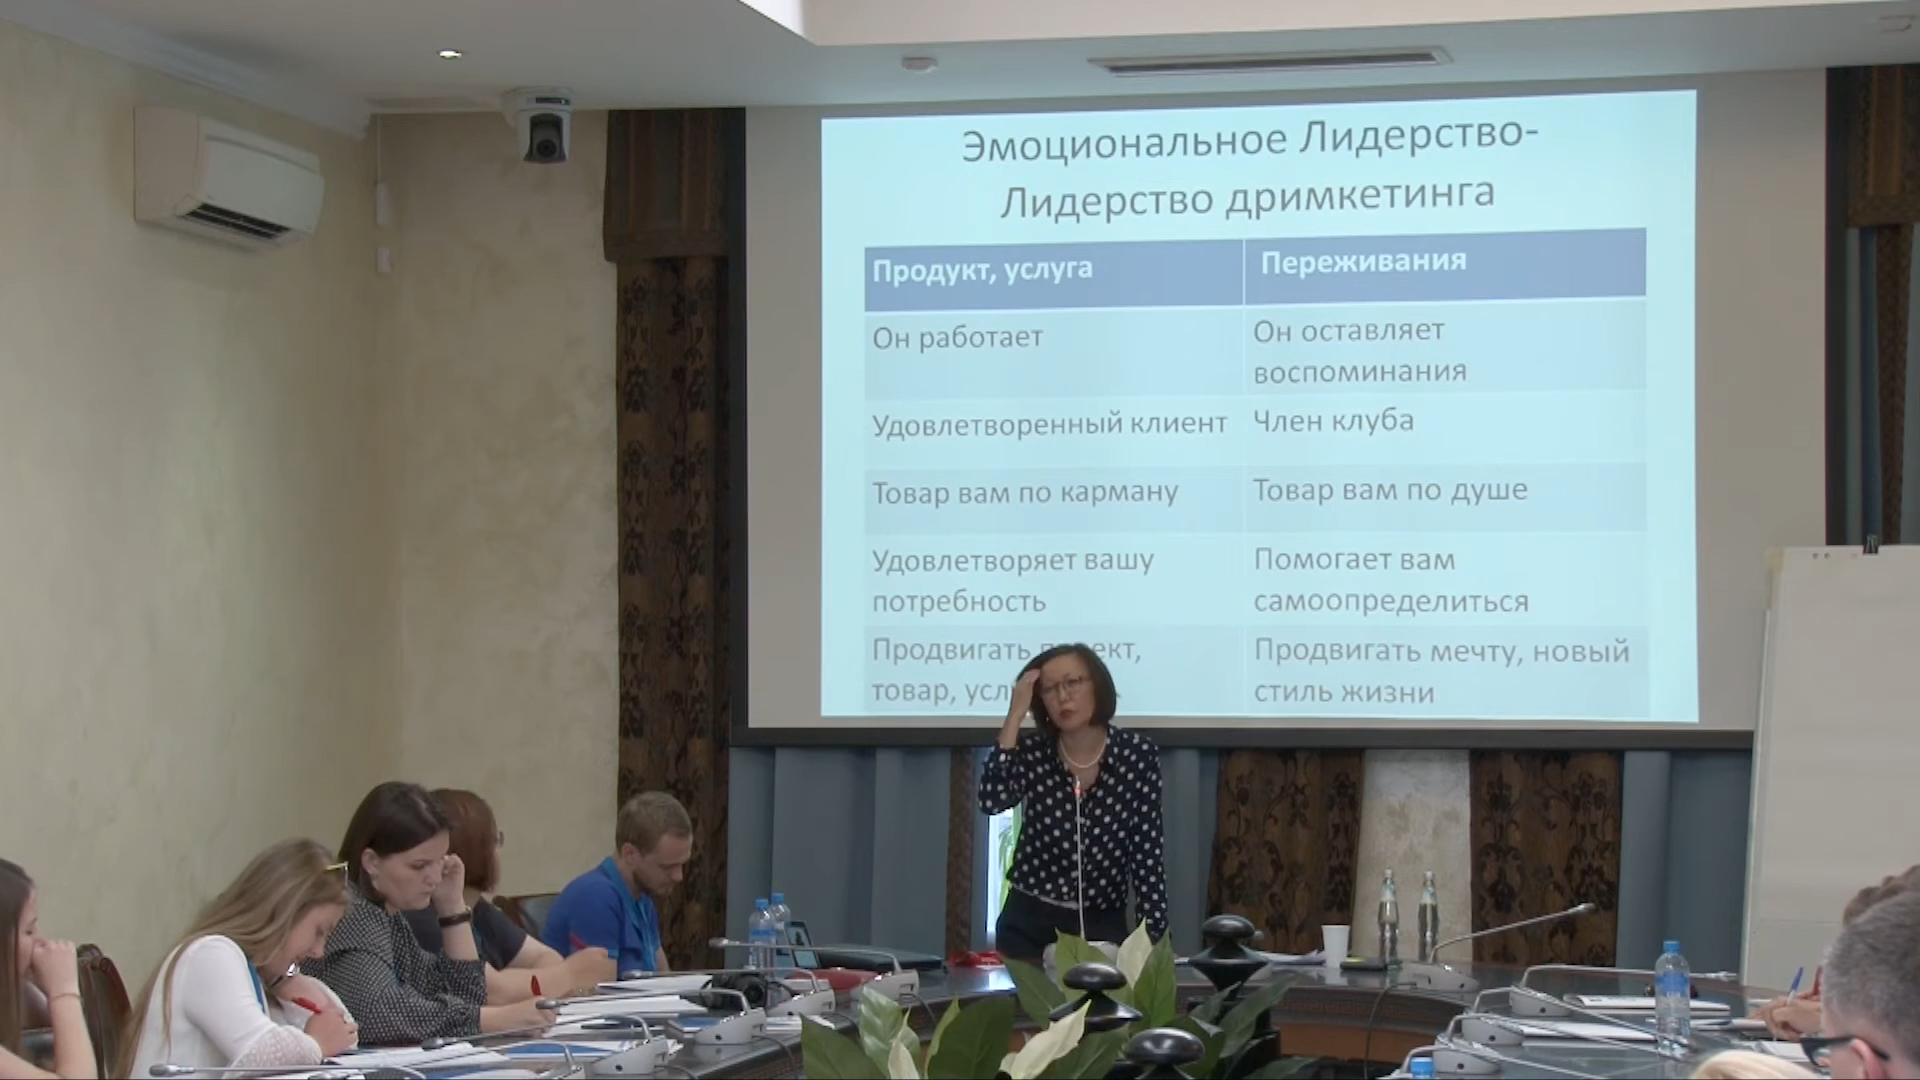 Эмоциональное Лидерство-
Лидерство дримкетинга
Продукт, услуга
Переживания
Он работает
Он оставляет
воспоминания
Удовлетворенный клиент
Член клуба
Товар вам по карману
Товар вам по душе
Удовлетворяет вашу
потребность
Помогает вам
самоопределиться
Продвигать
товар,
Продвигать мечту, новый
стиль жизни